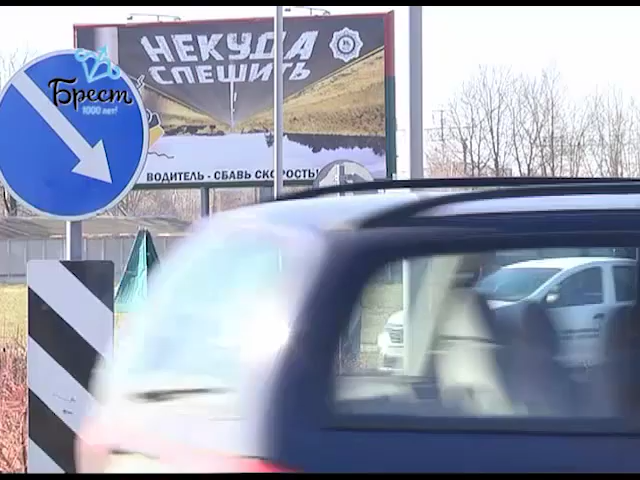 НЕКУДА
СПЕШИТЬ
Брест
1000 лет!
ВОДИТЕЛЬ - СБАВЬ СКОРОСТЬ!